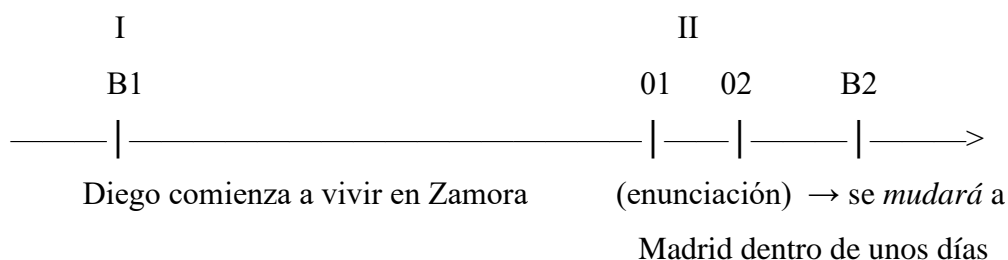 I II
B1 01 02 B2
Diego comienza a vivir en Zamora (enunciación) → se mudará a
Madrid dentro de unos días